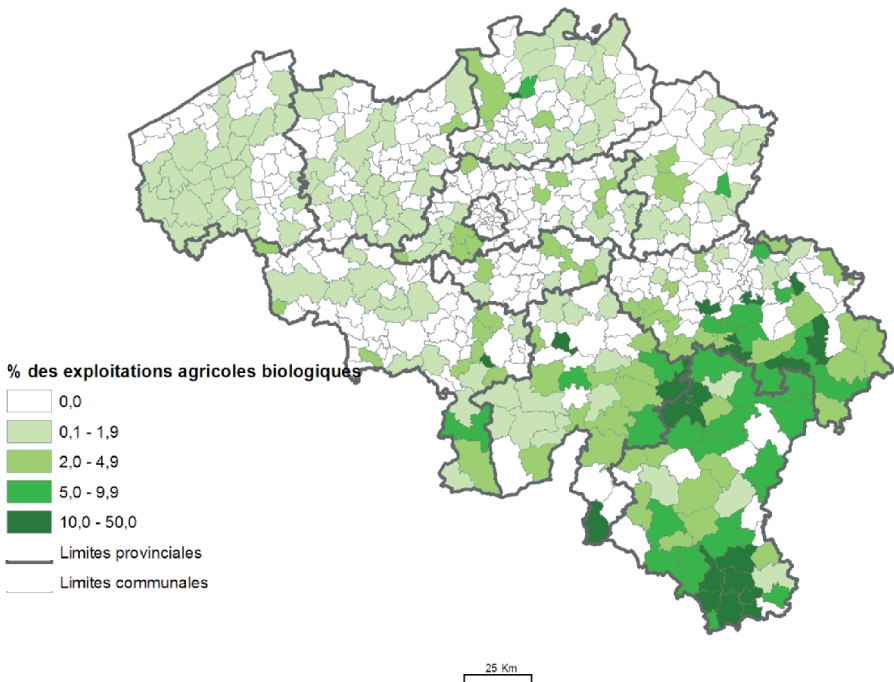 % des exploitations agricoles biologiques
0,0
0,1 - 1,9
2,0 - 4,9
5,0 - 9,9
10,0 - 50,0
Limites provinciales
Limites communales
25 Km